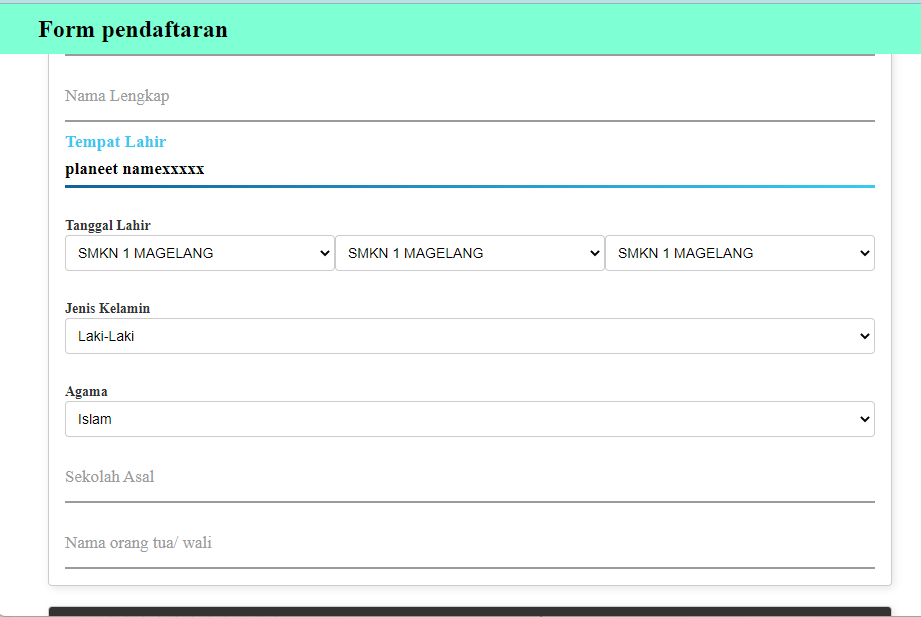 Form pendaftaran
Nama Lengkap
Tempat Lahir
planeet namexxxxx
Tanggal Lahir
SMKN 1 MAGELANG SMKN 1 MAGELANG SMKN 1 MAGELANG
Jenis Kelamin
Laki-Laki
Agama
Islam
Sekolah Asal
Nama orang tua/ wali